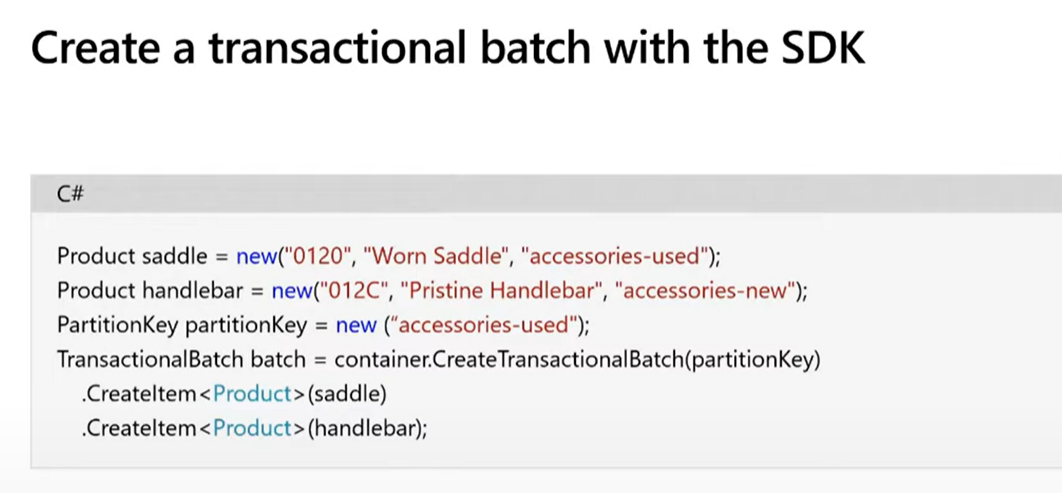 Create a transactional batch with the SDK
C#
Product saddle = new("0120", "Worn Saddle", "accessories-used");
Product handlebar = new("012C", "Pristine Handlebar", "accessories-new");
PartitionKey partitionKey = new (“accessories-used");
TransactionalBatch batch = container.CreateTransactionalBatch(partitionKey)
.CreateItem<Product>(saddle)
.CreateItem<Product>(handlebar);